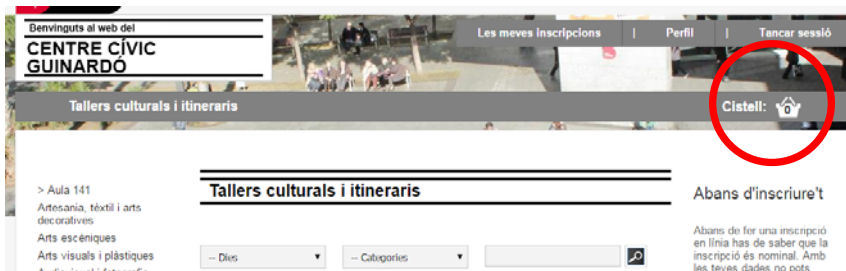 Benvinguts al web del
CENTRE CÍVIC
GUINARDÓ
Les meves inscripcions | Perfil | Tancar sessió
Tallers culturals i itineraris
Cistell: 0
> Aula 141
Artesania, tèxtil i arts
decoratives
Arts escèniques
Arts visuals i plàstiques
Audiovisual i fotografia
Tallers culturals i itineraris
-- Dies
-- Categories
Abans d'inscriure't
Abans de fer una inscripció
en línia has de saber que la
inscripció és nominal. Amb
les teves dades no pots